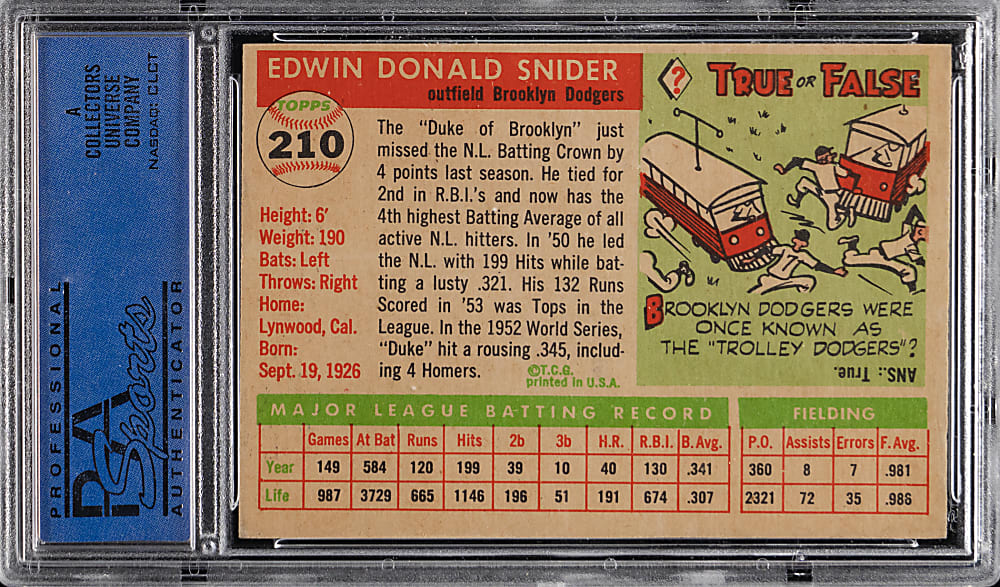 A
COLLECTORS
UNIVERSE
COMPANY
NASDAQ: CLCT
PROFESSIONAL
PSA
Sports
AUTHENTICATOR
EDWIN DONALD SNIDER
outfield Brooklyn Dodgers
TOPPS
210
Height: 6'
Weight: 190
Bats: Left
Throws: Right
Home:
Lynwood, Cal.
Born:
Sept. 19, 1926
The "Duke of Brooklyn" just
missed the N.L. Batting Crown by
4 points last season. He tied for
2nd in R.B.I.'s and now has the
4th highest Batting Average of all
active N.L. hitters. In '50 he led
the N.L. with 199 Hits while bat-
ting a lusty .321. His 132 Runs
Scored in '53 was Tops in the
League. In the 1952 World Series,
"Duke" hit a rousing .345, includ-
ing 4 Homers.
©T.C.G.
printed in U.S.A.
? TRUE OR FALSE
BROOKLYN DODGERS WERE
ONCE KNOWN AS
THE "TROLLEY DODGERS"?
ANS.: True.
MAJOR LEAGUE BATTING RECORD
Games At Bat Runs Hits 2b 3b H.R. R.B.I. B. Avg.
Year 149 584 120 199 39 10 40 130 .341
Life 987 3729 665 1146 196 51 191 674 .307
FIELDING
P.O. Assists Errors F. Avg.
360 8 7 .981
2321 72 35 .986